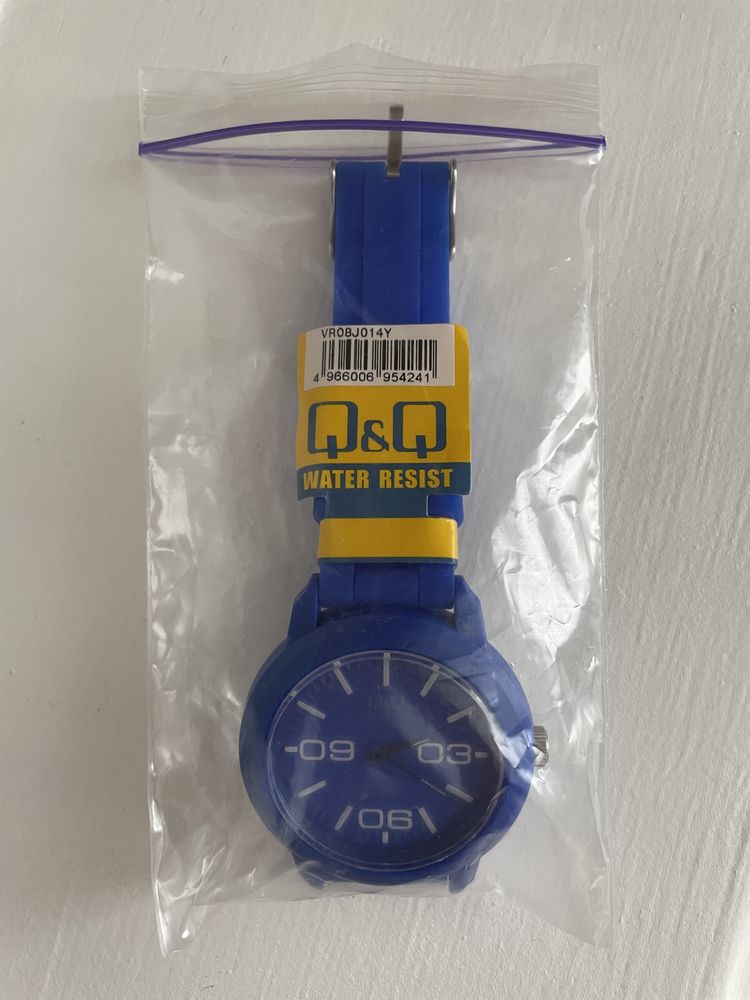 VR08J014Y
4 966006 954241
Q&Q
WATER RESIST
Q&Q
09 03
06